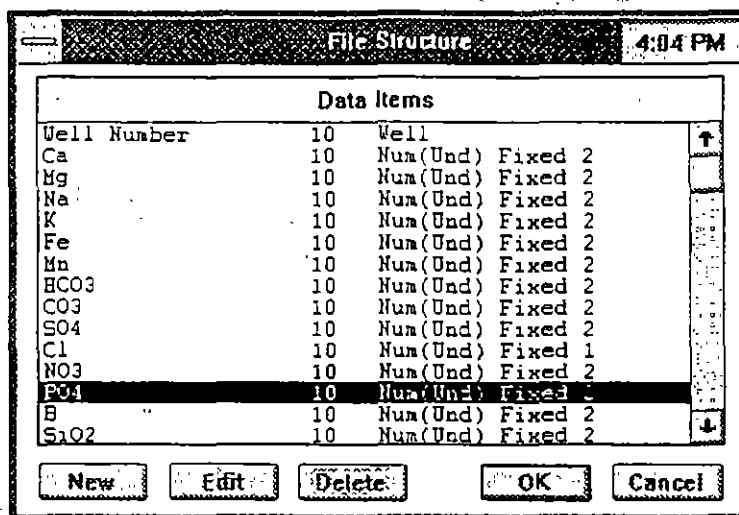 File Structure 4:04 PM
Data Items
Well Number 10 Well
Ca 10 Num(Und) Fixed 2
Mg 10 Num(Und) Fixed 2
Na 10 Num(Und) Fixed 2
K 10 Num(Und) Fixed 2
Fe 10 Num(Und) Fixed 2
Mn 10 Num(Und) Fixed 2
HCO3 10 Num(Und) Fixed 2
CO3 10 Num(Und) Fixed 2
SO4 10 Num(Und) Fixed 2
Cl 10 Num(Und) Fixed 1
NO3 10 Num(Und) Fixed 2
PO4 10 Num(Und) Fixed
B 10 Num(Und) Fixed 2
SiO2 10 Num(Und) Fixed 2
New Edit Delete OK Cancel